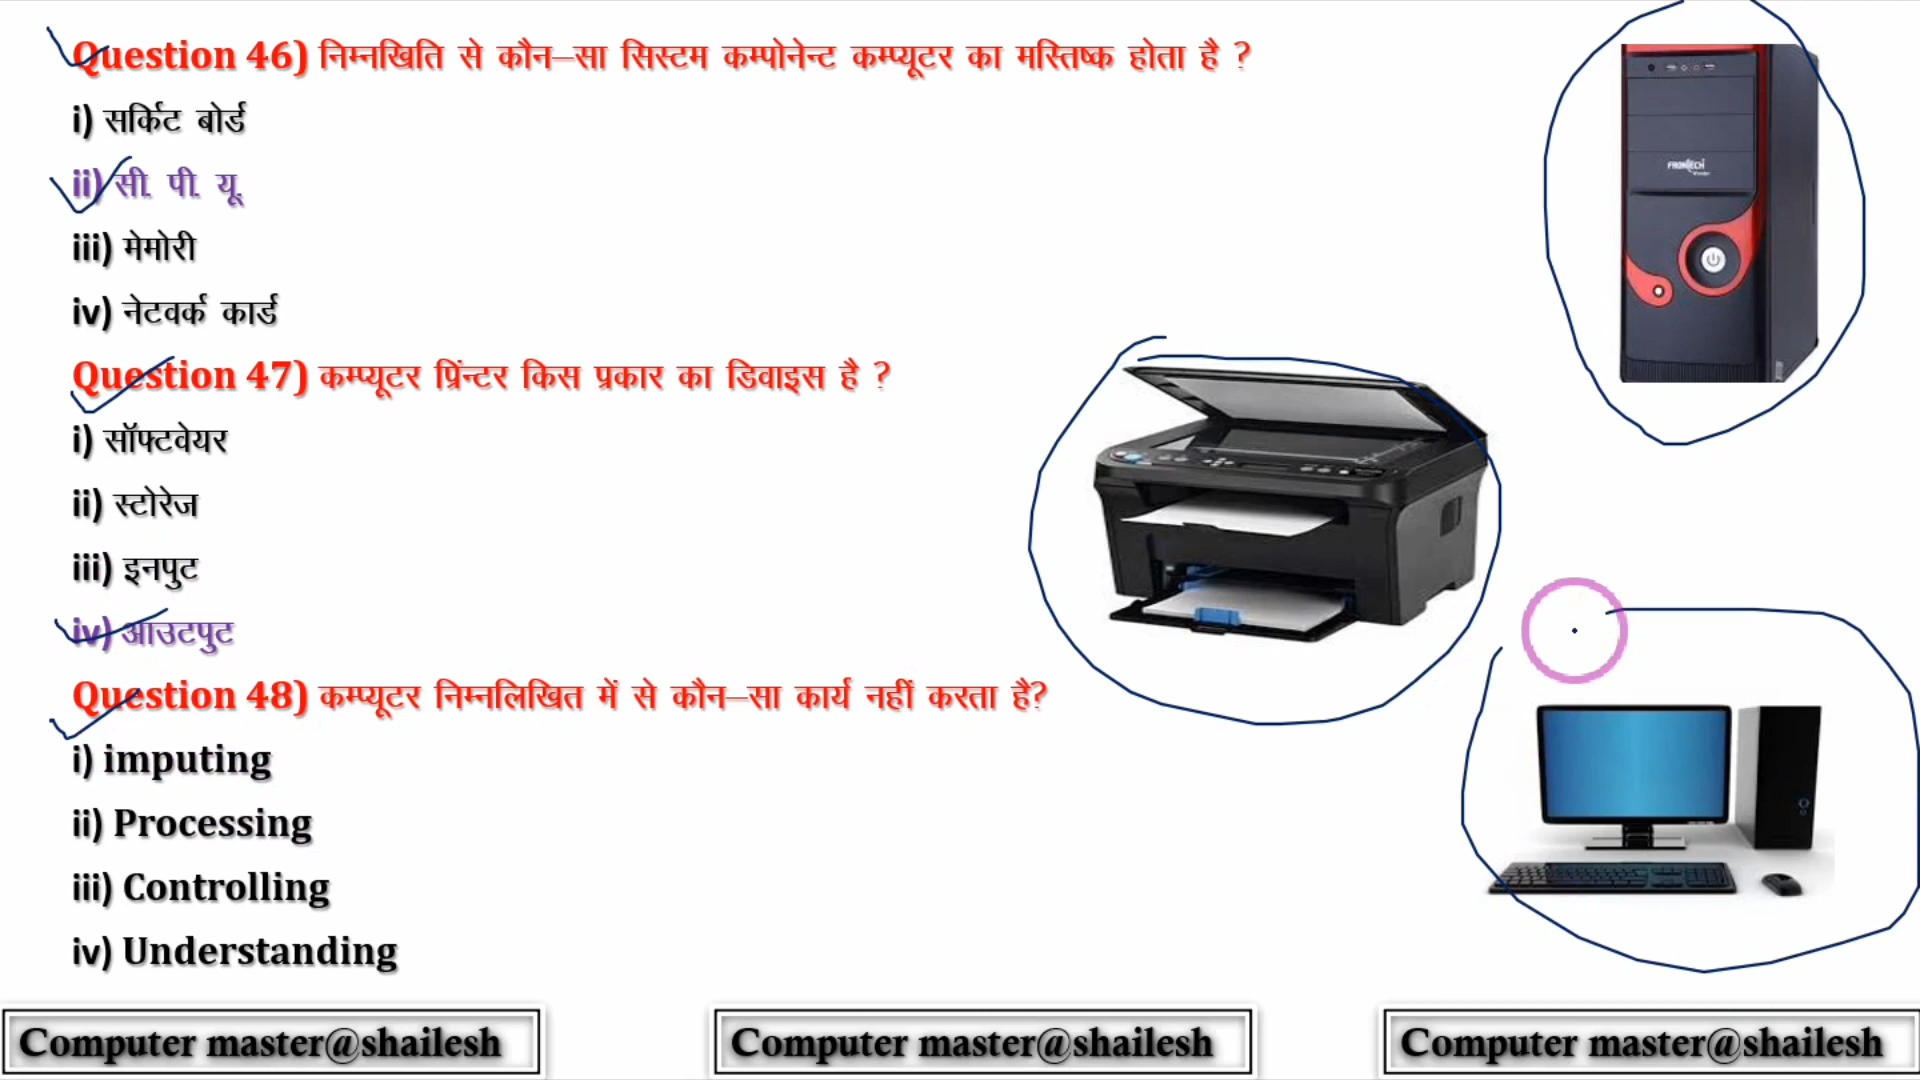 Question 46) निम्नखिति से कौन–सा सिस्टम कम्पोनेन्ट कम्प्यूटर का मस्तिष्क होता है ?
i) सर्किट बोर्ड
ii) सी. पी. यू.
iii) मेमोरी
iv) नेटवर्क कार्ड
Question 47) कम्प्यूटर प्रिंन्टर किस प्रकार का डिवाइस है ?
i) सॉफ्टवेयर
ii) स्टोरेज
iii) इनपुट
iv) आउटपुट
Question 48) कम्प्यूटर निम्नलिखित में से कौन–सा कार्य नहीं करता है?
i) imputing
ii) Processing
iii) Controlling
iv) Understanding
FRONTECH
Computer master@shailesh
Computer master@shailesh
Computer master@shailesh